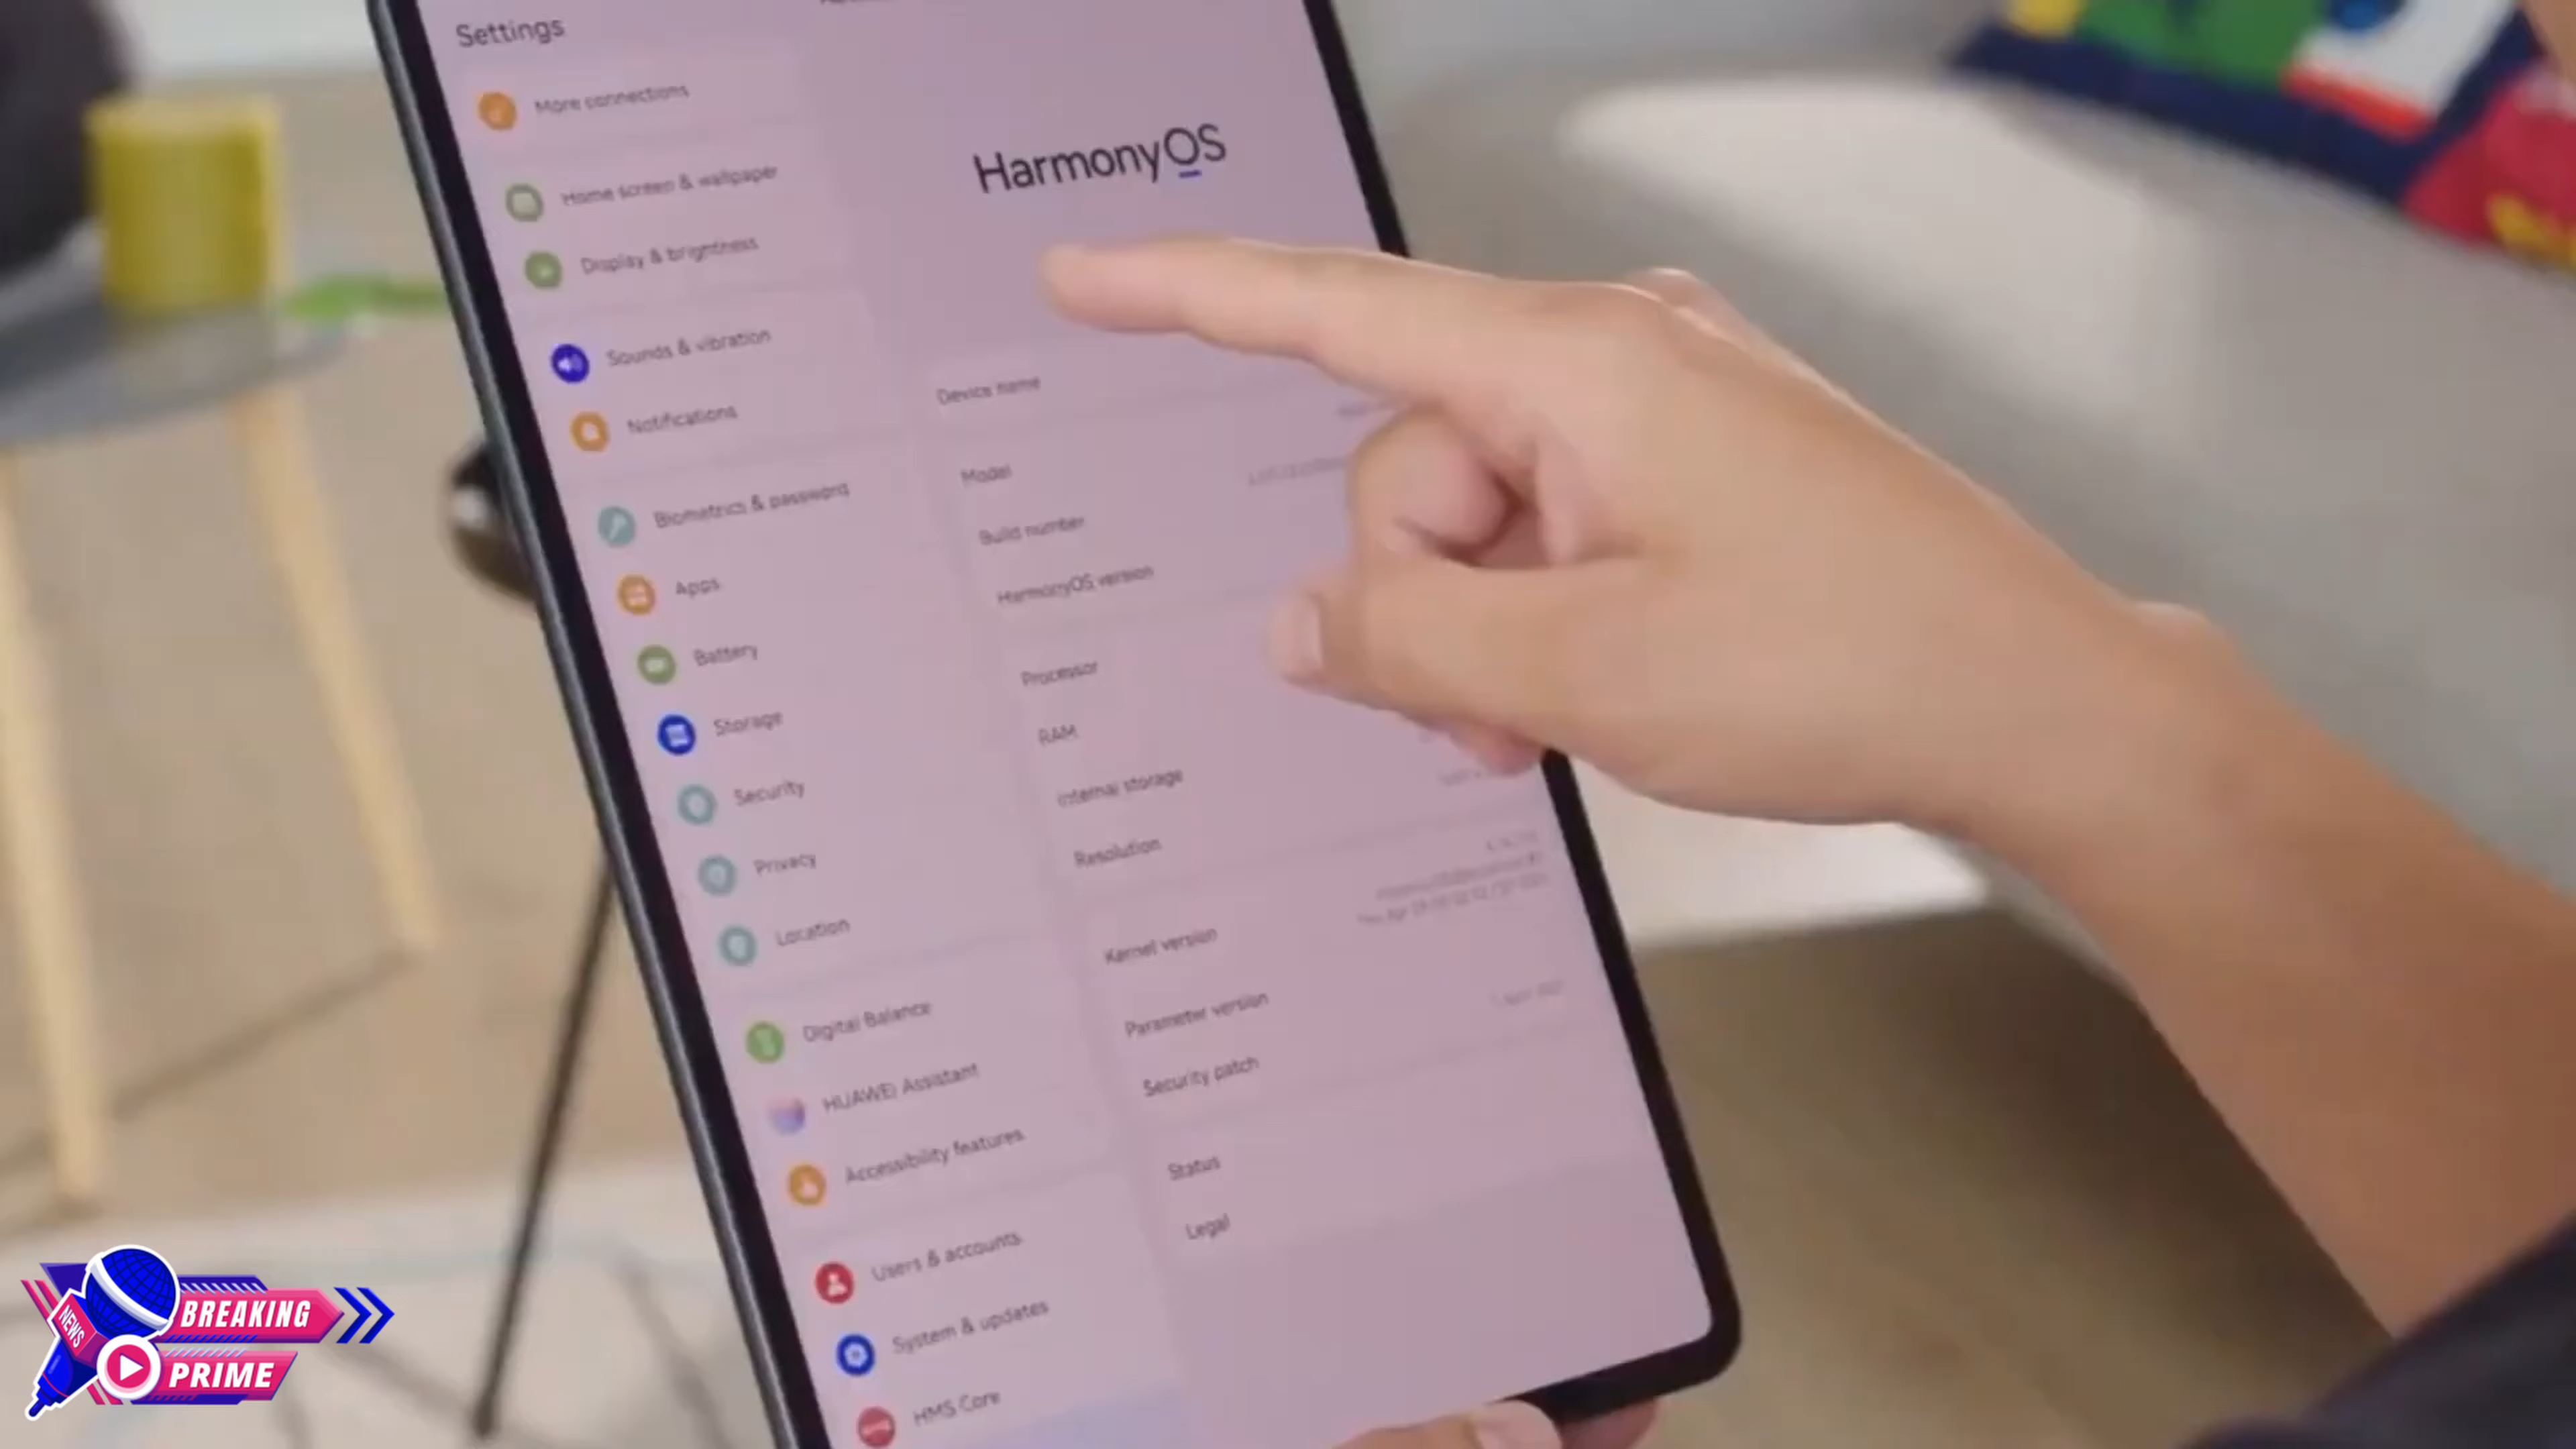 Settings
More connections
Home screen & wallpaper
Display & brightness
Sounds & vibration
Notifications
Biometrics & password
Apps
Battery
Storage
Security
Privacy
Location
Digital Balance
HUAWEI Assistant
Accessibility features
Users & accounts
System & updates
HMS Core
HarmonyOS
Device name
Model
Build number
HarmonyOS version
Processor
RAM
Internal storage
Resolution
Kernel version
Parameter version
Security patch
Status
Legal
NEWS
BREAKING
PRIME